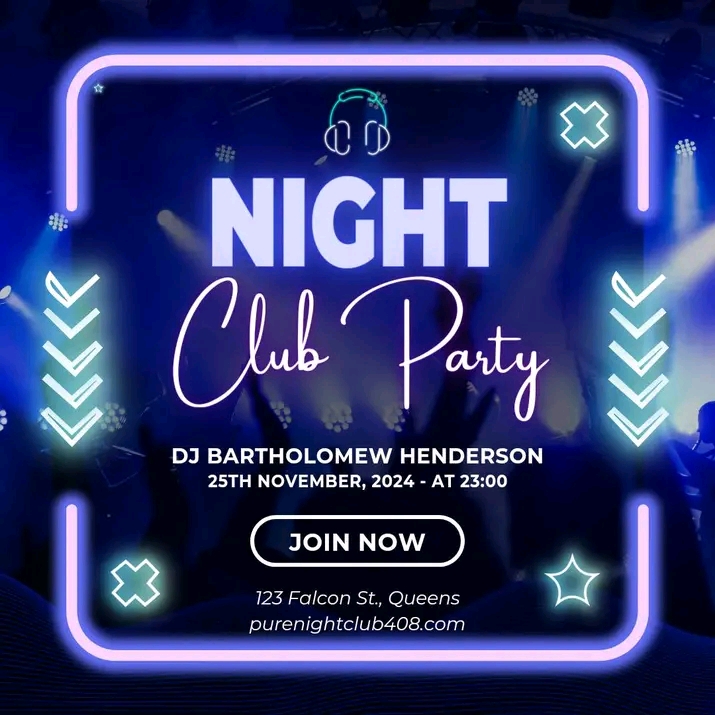 NIGHT
Club Party
DJ BARTHOLOMEW HENDERSON
25TH NOVEMBER, 2024 - AT 23:00
JOIN NOW
123 Falcon St., Queens
purenightclub408.com